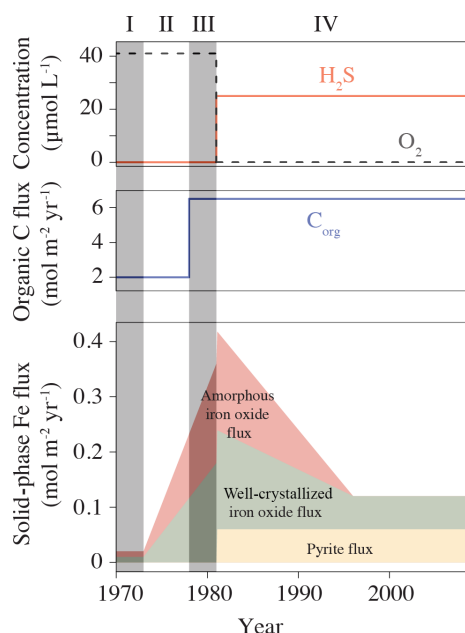 I II III IV
Concentration
(µmol L⁻¹)
40
20
0
H₂S
O₂
Organic C flux
(mol m⁻² yr⁻¹)
6
4
2
C_org
Solid-phase Fe flux
(mol m⁻² yr⁻¹)
0.4
0.3
0.2
0.1
0
Amorphous
iron oxide
flux
Well-crystallized
iron oxide flux
Pyrite flux
1970 1980 1990 2000
Year